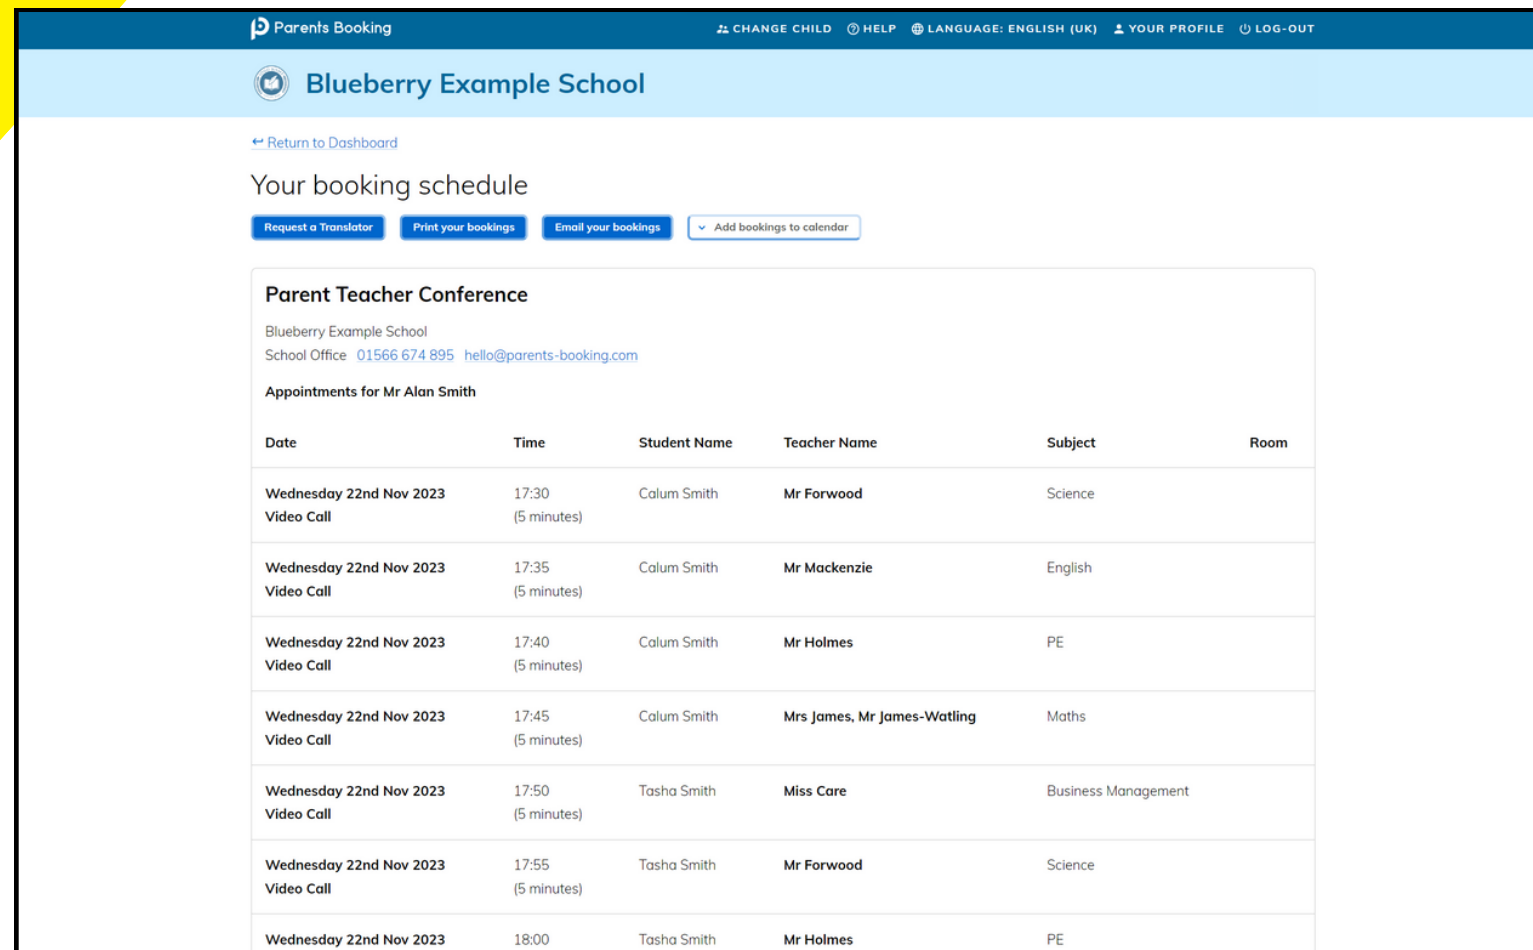 Parents Booking CHANGE CHILD HELP LANGUAGE: ENGLISH (UK) YOUR PROFILE LOG-OUT
Blueberry Example School
Return to Dashboard
Your booking schedule
Request a Translator Print your bookings Email your bookings Add bookings to calendar
Parent Teacher Conference
Blueberry Example School
School Office 01566 674 895 hello@parents-booking.com
Appointments for Mr Alan Smith
Date Time Student Name Teacher Name Subject Room
Wednesday 22nd Nov 2023 17:30 Calum Smith Mr Forwood Science
Video Call (5 minutes)
Wednesday 22nd Nov 2023 17:35 Calum Smith Mr Mackenzie English
Video Call (5 minutes)
Wednesday 22nd Nov 2023 17:40 Calum Smith Mr Holmes PE
Video Call (5 minutes)
Wednesday 22nd Nov 2023 17:45 Calum Smith Mrs James, Mr James-Watling Maths
Video Call (5 minutes)
Wednesday 22nd Nov 2023 17:50 Tasha Smith Miss Care Business Management
Video Call (5 minutes)
Wednesday 22nd Nov 2023 17:55 Tasha Smith Mr Forwood Science
Video Call (5 minutes)
Wednesday 22nd Nov 2023 18:00 Tasha Smith Mr Holmes PE